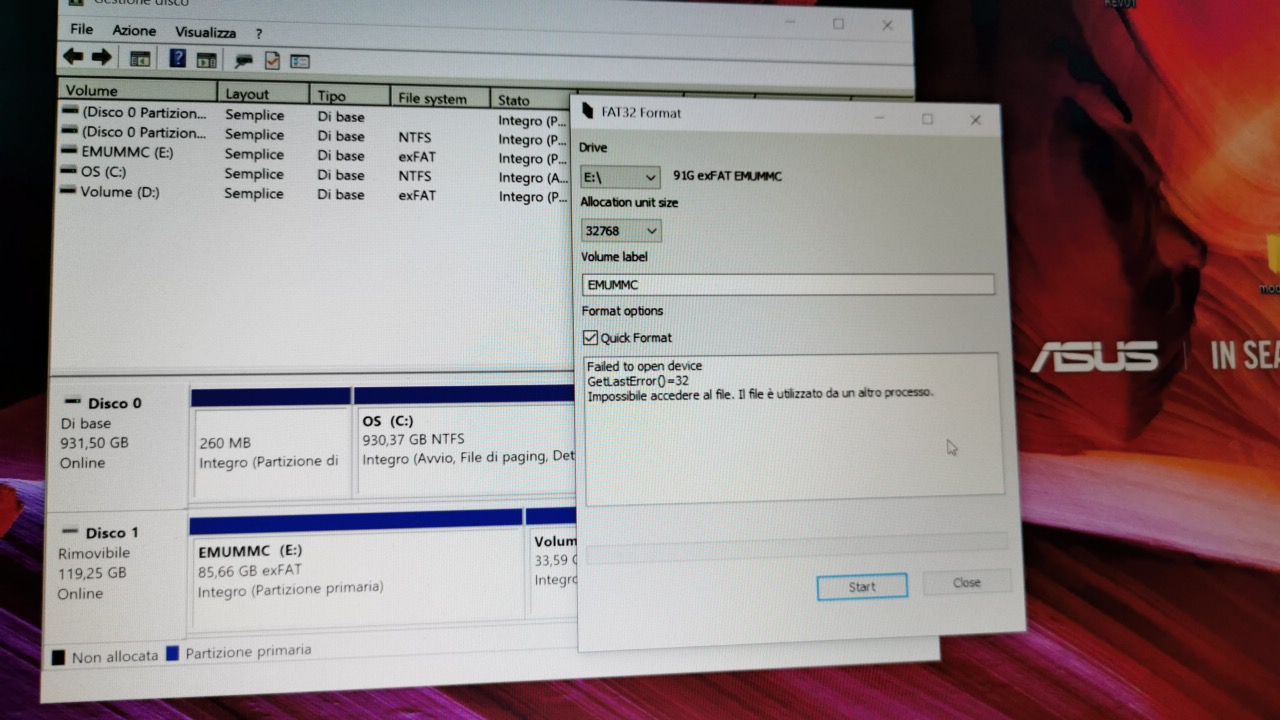 Gestione disco
File Azione Visualizza ?
Volume Layout Tipo File system Stato
(Disco 0 Partizion... Semplice Di base Integro (P...
(Disco 0 Partizion... Semplice Di base NTFS Integro (P...
EMUMMC (E:) Semplice Di base exFAT Integro (P...
OS (C:) Semplice Di base NTFS Integro (A...
Volume (D:) Semplice Di base exFAT Integro (P...
Disco 0
Di base
931,50 GB
Online
260 MB
Integro (Partizione di
OS (C:)
930,37 GB NTFS
Integro (Avvio, File di paging, Det
Disco 1
Rimovibile
119,25 GB
Online
EMUMMC (E:)
85,66 GB exFAT
Integro (Partizione primaria)
Volum
33,59 G
Integro
Non allocata Partizione primaria
FAT32 Format
Drive
E:\ 91G exFAT EMUMMC
Allocation unit size
32768
Volume label
EMUMMC
Format options
Quick Format
Failed to open device
GetLastError()=32
Impossibile accedere al file. Il file è utilizzato da un altro processo.
Start Close
ASUS IN SEA